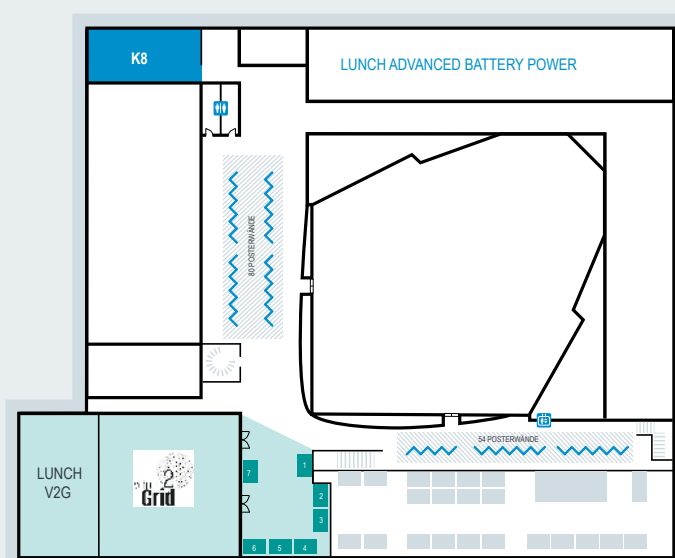 K8
LUNCH ADVANCED BATTERY POWER
80 POSTERWÄNDE
54 POSTERWÄNDE
LUNCH
V2G
2
Grid
1
7
2
3
6
5
4